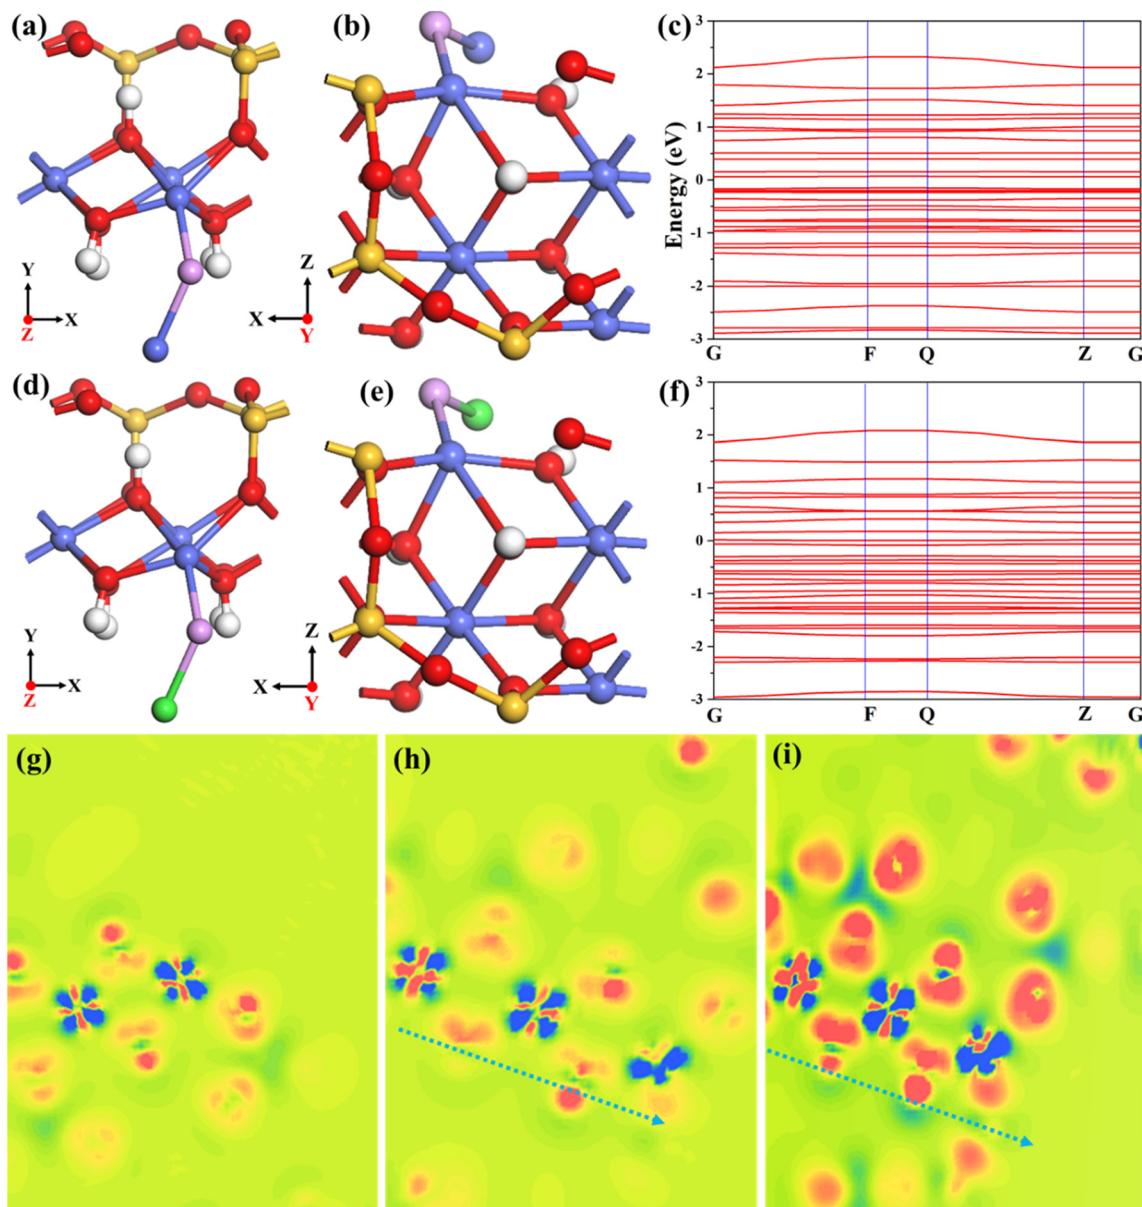 (a)
Y
X
Z
(b)
Z
X
Y
(c)
Energy (eV)
3
2
1
0
-1
-2
-3
G F Q Z G
(d)
Y
X
Z
(e)
Z
X
Y
(f)
3
2
1
0
-1
-2
-3
G F Q Z G
(g)
(h)
(i)